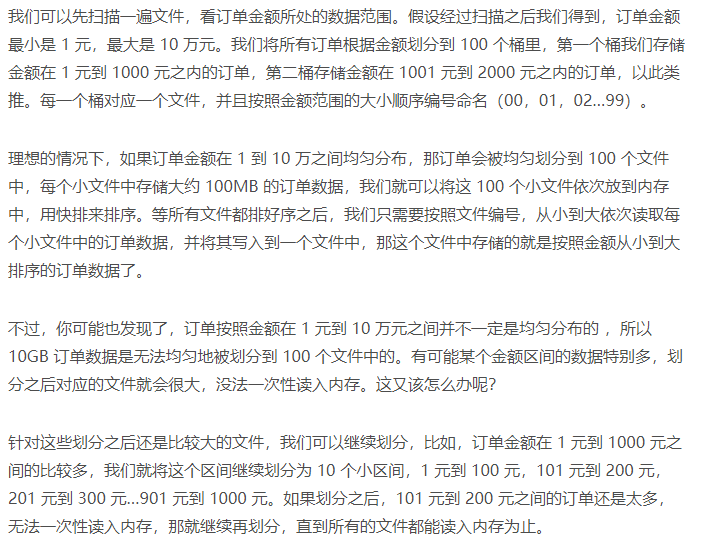 我们可以先扫描一遍文件，看订单金额所处的数据范围。假设经过扫描之后我们得到，订单金额
最小是 1 元，最大是 10 万元。我们将所有订单根据金额划分到 100 个桶里，第一个桶我们存储
金额在 1 元到 1000 元之内的订单，第二桶存储金额在 1001 元到 2000 元之内的订单，以此类
推。每一个桶对应一个文件，并且按照金额范围的大小顺序编号命名（00，01，02...99）。
理想的情况下，如果订单金额在 1 到 10 万之间均匀分布，那订单会被均匀划分到 100 个文件
中，每个小文件中存储大约 100MB 的订单数据，我们就可以将这 100 个小文件依次放到内存
中，用快排来排序。等所有文件都排好序之后，我们只需要按照文件编号，从小到大依次读取每
个小文件中的订单数据，并将其写入到一个文件中，那这个文件中存储的就是按照金额从小到大
排序的订单数据了。
不过，你可能也发现了，订单按照金额在 1 元到 10 万元之间并不一定是均匀分布的 ，所以
10GB 订单数据是无法均匀地被划分到 100 个文件中的。有可能某个金额区间的数据特别多，划
分之后对应的文件就会很大，没法一次性读入内存。这又该怎么办呢？
针对这些划分之后还是比较大的文件，我们可以继续划分，比如，订单金额在 1 元到 1000 元之
间的比较多，我们就将这个区间继续划分为 10 个小区间，1 元到 100 元，101 元到 200 元，
201 元到 300 元...901 元到 1000 元。如果划分之后，101 元到 200 元之间的订单还是太多，
无法一次性读入内存，那就继续再划分，直到所有的文件都能读入内存为止。